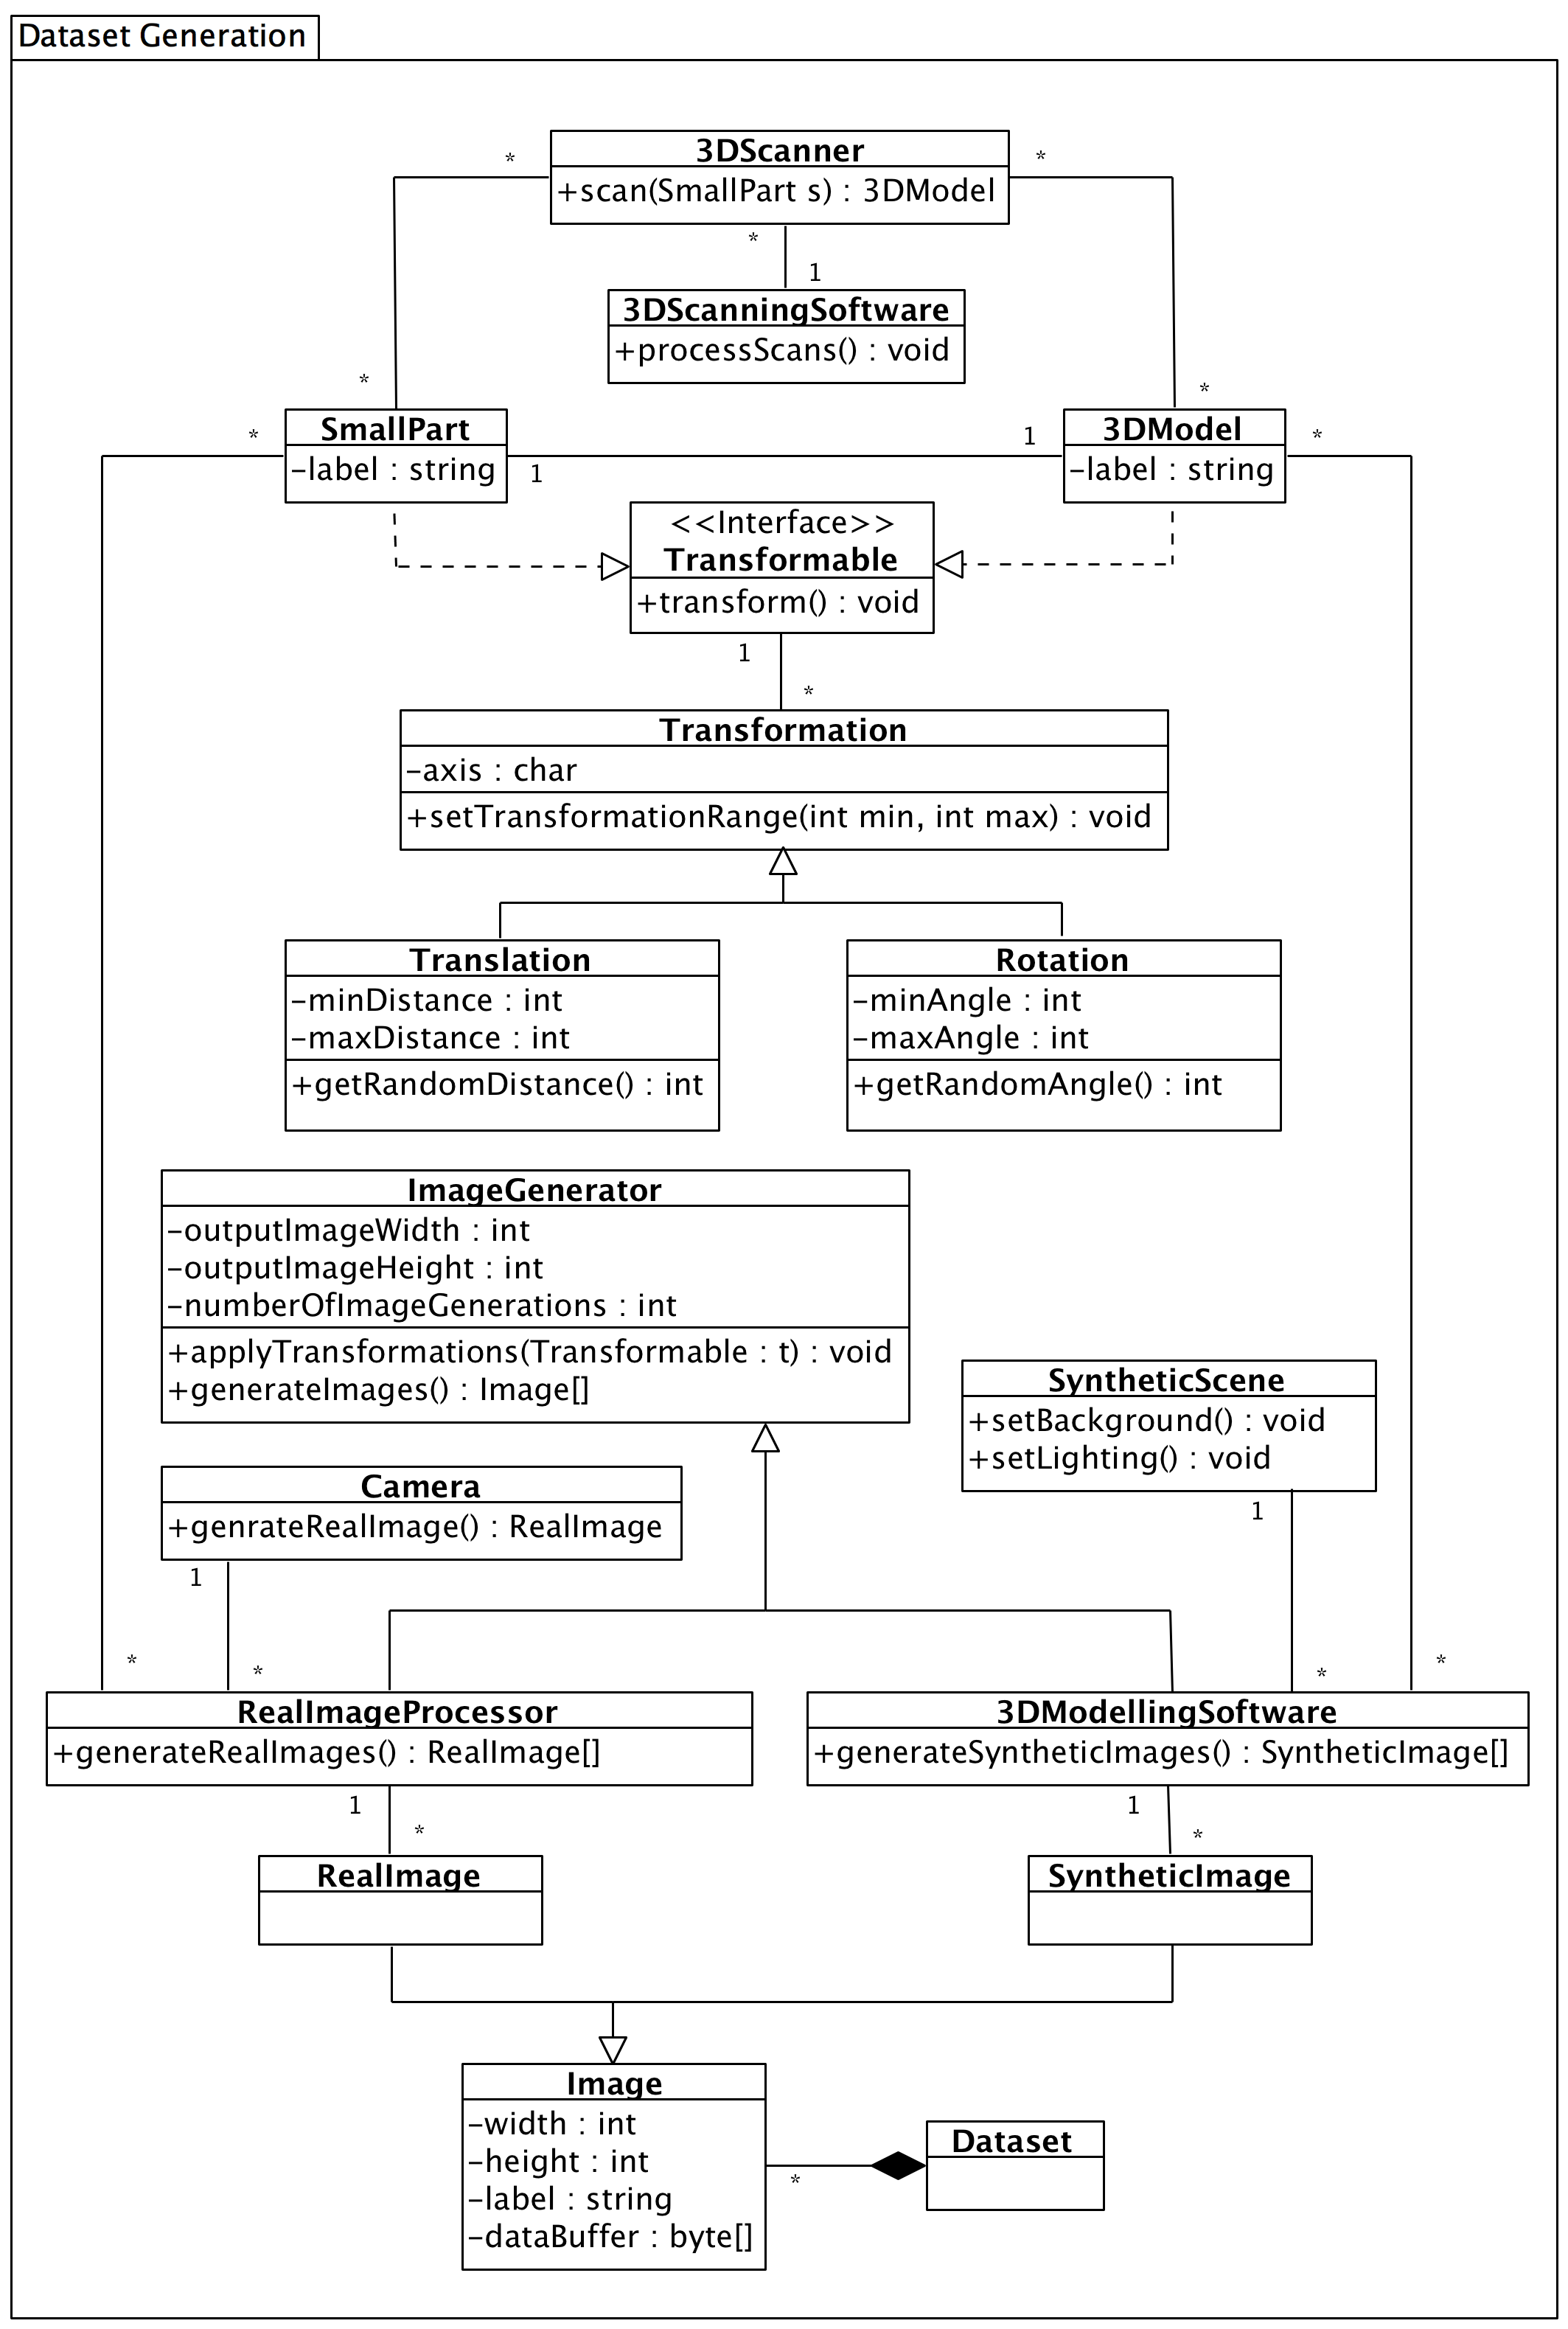 Dataset Generation
3DScanner
+scan(SmallPart s) : 3DModel
*
*
*
1
3DScanningSoftware
+processScans() : void
*
*
SmallPart
-label : string
*
1
1
3DModel
-label : string
*
<<Interface>>
Transformable
+transform() : void
1
*
Transformation
-axis : char
+setTransformationRange(int min, int max) : void
Translation
-minDistance : int
-maxDistance : int
+getRandomDistance() : int
Rotation
-minAngle : int
-maxAngle : int
+getRandomAngle() : int
ImageGenerator
-outputImageWidth : int
-outputImageHeight : int
-numberOfImageGenerations : int
+applyTransformations(Transformable : t) : void
+generateImages() : Image[]
SyntheticScene
+setBackground() : void
+setLighting() : void
1
Camera
+genrateRealImage() : RealImage
1
*
*
*
*
RealImageProcessor
+generateRealImages() : RealImage[]
1
*
3DModellingSoftware
+generateSyntheticImages() : SyntheticImage[]
1
*
RealImage
SyntheticImage
Image
-width : int
-height : int
-label : string
-dataBuffer : byte[]
*
Dataset